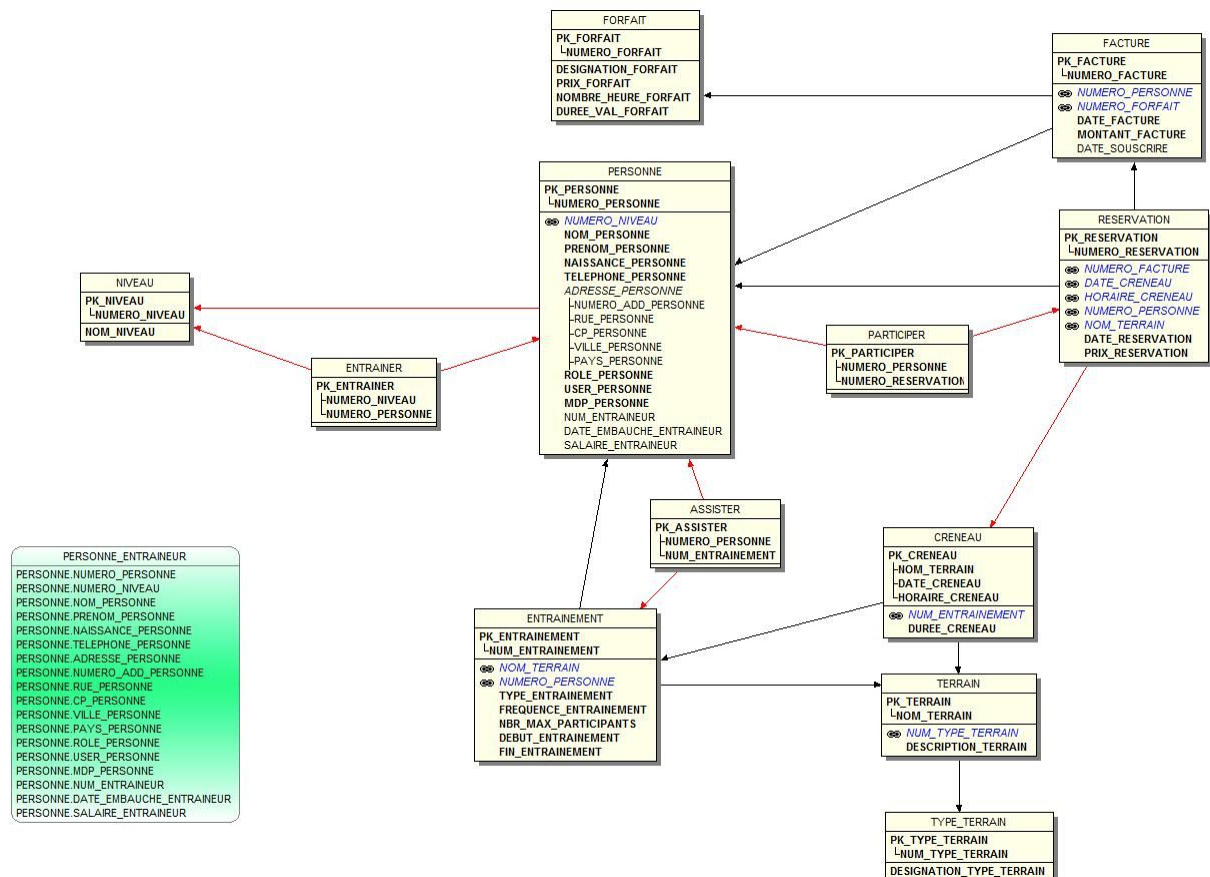 FORFAIT
PK_FORFAIT
NUMERO_FORFAIT
DESIGNATION_FORFAIT
PRIX_FORFAIT
NOMBRE_HEURE_FORFAIT
DUREE_VAL_FORFAIT
FACTURE
PK_FACTURE
NUMERO_FACTURE
NUMERO_PERSONNE
NUMERO_FORFAIT
DATE_FACTURE
MONTANT_FACTURE
DATE_SOUSCRIRE
PERSONNE
PK_PERSONNE
NUMERO_PERSONNE
NUMERO_NIVEAU
NOM_PERSONNE
PRENOM_PERSONNE
NAISSANCE_PERSONNE
TELEPHONE_PERSONNE
ADRESSE_PERSONNE
NUMERO_ADD_PERSONNE
RUE_PERSONNE
CP_PERSONNE
VILLE_PERSONNE
PAYS_PERSONNE
ROLE_PERSONNE
USER_PERSONNE
MDP_PERSONNE
NUM_ENTRAINEUR
DATE_EMBAUCHE_ENTRAINEUR
SALAIRE_ENTRAINEUR
RESERVATION
PK_RESERVATION
NUMERO_RESERVATION
NUMERO_FACTURE
DATE_CRENEAU
HORAIRE_CRENEAU
NUMERO_PERSONNE
NOM_TERRAIN
DATE_RESERVATION
PRIX_RESERVATION
NIVEAU
PK_NIVEAU
NUMERO_NIVEAU
NOM_NIVEAU
PARTICIPER
PK_PARTICIPER
NUMERO_PERSONNE
NUMERO_RESERVATION
ENTRAINER
PK_ENTRAINER
NUMERO_NIVEAU
NUMERO_PERSONNE
ASSISTER
PK_ASSISTER
NUMERO_PERSONNE
NUM_ENTRAINEMENT
CRENEAU
PK_CRENEAU
NOM_TERRAIN
DATE_CRENEAU
HORAIRE_CRENEAU
NUM_ENTRAINEMENT
DUREE_CRENEAU
PERSONNE_ENTRAINEUR
PERSONNE.NUMERO_PERSONNE
PERSONNE.NUMERO_NIVEAU
PERSONNE.NOM_PERSONNE
PERSONNE.PRENOM_PERSONNE
PERSONNE.NAISSANCE_PERSONNE
PERSONNE.TELEPHONE_PERSONNE
PERSONNE.ADRESSE_PERSONNE
PERSONNE.NUMERO_ADD_PERSONNE
PERSONNE.RUE_PERSONNE
PERSONNE.CP_PERSONNE
PERSONNE.VILLE_PERSONNE
PERSONNE.PAYS_PERSONNE
PERSONNE.ROLE_PERSONNE
PERSONNE.USER_PERSONNE
PERSONNE.MDP_PERSONNE
PERSONNE.NUM_ENTRAINEUR
PERSONNE.DATE_EMBAUCHE_ENTRAINEUR
PERSONNE.SALAIRE_ENTRAINEUR
ENTRAINEMENT
PK_ENTRAINEMENT
NUM_ENTRAINEMENT
NOM_TERRAIN
NUMERO_PERSONNE
TYPE_ENTRAINEMENT
FREQUENCE_ENTRAINEMENT
NBR_MAX_PARTICIPANTS
DEBUT_ENTRAINEMENT
FIN_ENTRAINEMENT
TERRAIN
PK_TERRAIN
NOM_TERRAIN
NUM_TYPE_TERRAIN
DESCRIPTION_TERRAIN
TYPE_TERRAIN
PK_TYPE_TERRAIN
NUM_TYPE_TERRAIN
DESIGNATION_TYPE_TERRAIN